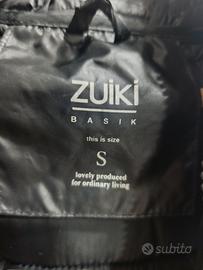 ZUiKi
BASIK
this is size
S
lovely produced
for ordinary living
subito